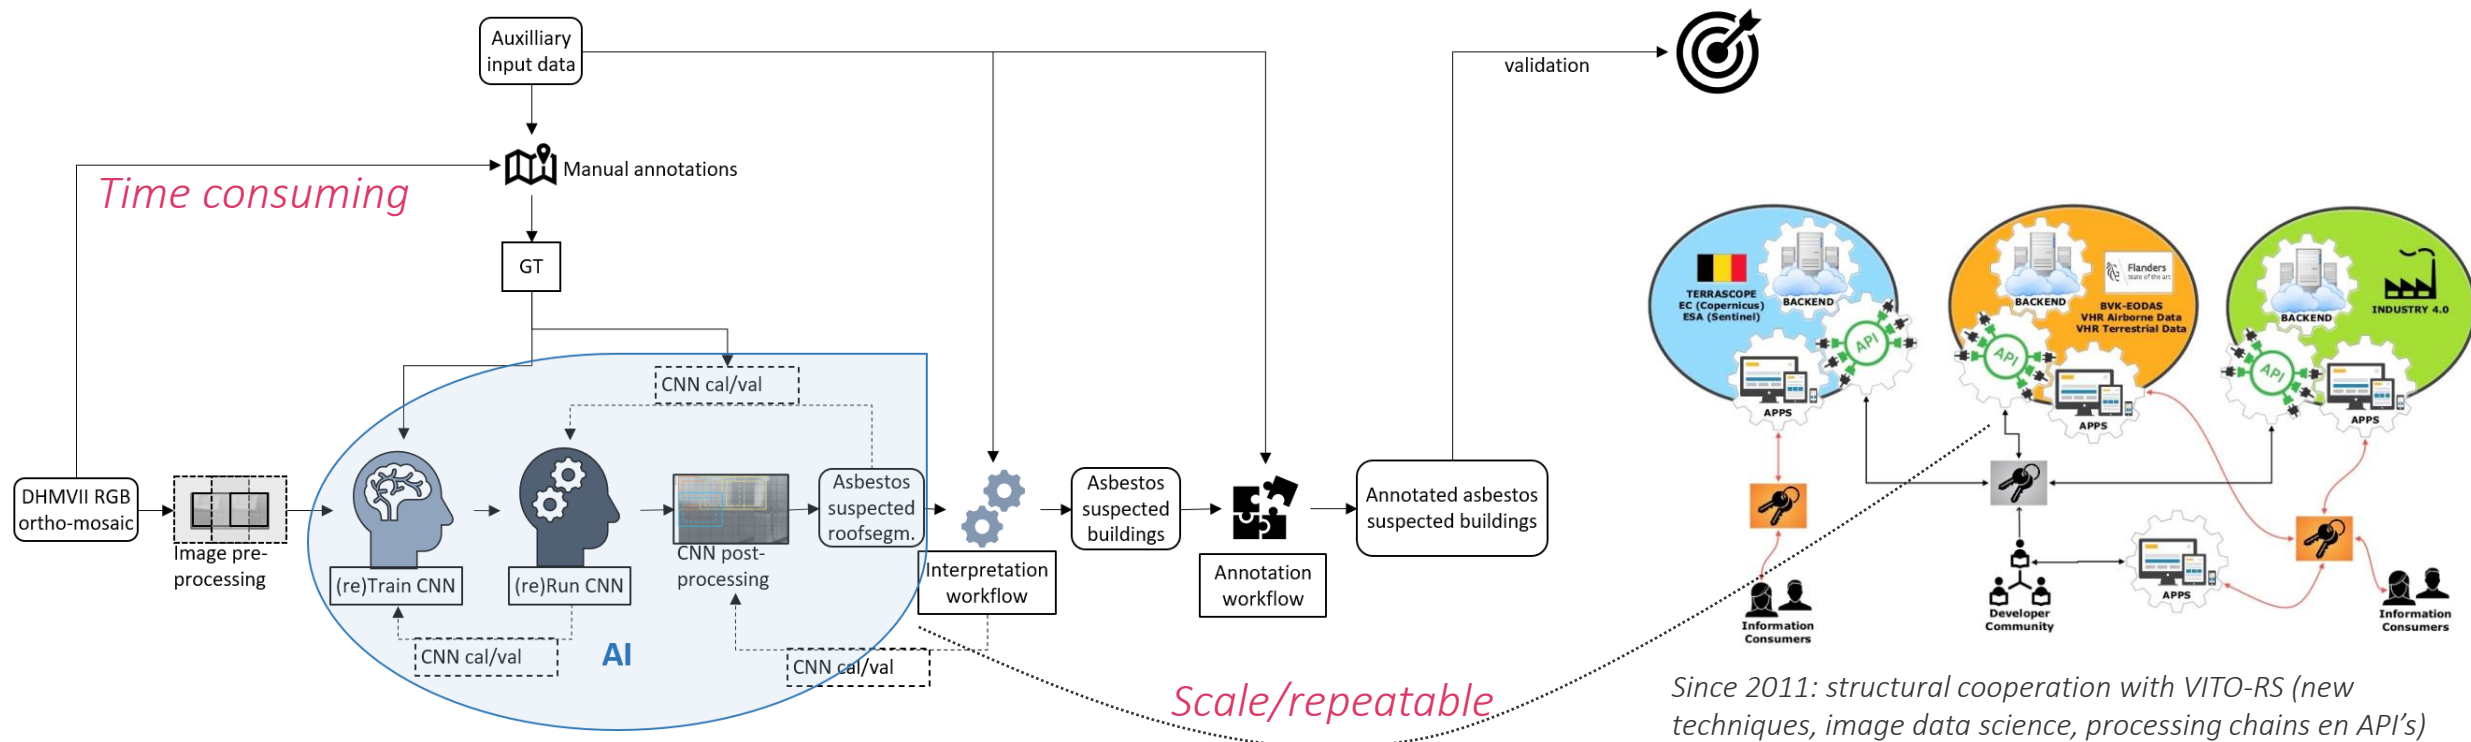 Auxilliary
input data
validation
Manual annotations
Time consuming
GT
CNN cal/val
DHMVII RGB
ortho-mosaic
Image pre-
processing
(re)Train CNN
(re)Run CNN
CNN post-
processing
Asbestos
suspected
roofsegm.
Interpretation
workflow
Asbestos
suspected
buildings
Annotation
workflow
Annotated asbestos
suspected buildings
CNN cal/val
AI
CNN cal/val
Scale/repeatable
TERRASCOPE
EC (Copernicus)
ESA (Sentinel)
BACKEND
API
APPS
BACKEND
Flanders
State of the art
BVK-EODAS
VHR Airborne Data
VHR Terrestrial Data
API
APPS
BACKEND
INDUSTRY 4.0
API
APPS
Information
Consumers
Developer
Community
APPS
Information
Consumers
Since 2011: structural cooperation with VITO-RS (new
techniques, image data science, processing chains en API's)